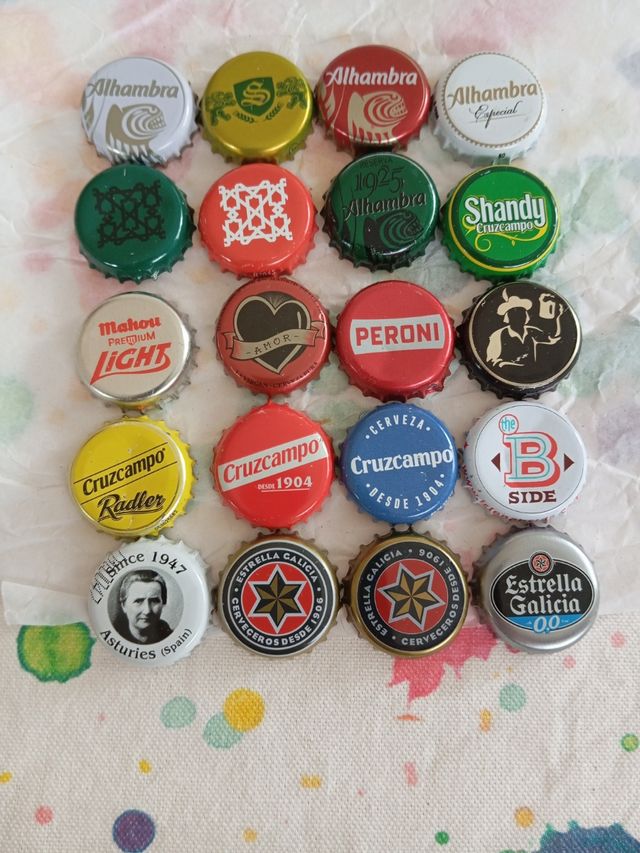 Alhambra
S
Alhambra
Alhambra
Especial
1925
Alhambra
Shandy
Cruzcampo
Mahou
PREMIUM
LIGHT
-AMOR-
PERONI
Cruzcampo
Radler
Cruzcampo
DESDE 1904
·CERVEZA·
Cruzcampo
·DESDE 1904·
the
B
SIDE
Since 1947
Asturies (Spain)
ESTRELLA GALICIA
CERVECEROS DESDE 1906
ESTRELLA GALICIA
CERVECEROS DESDE 1906
Estrella
Galicia
0,0